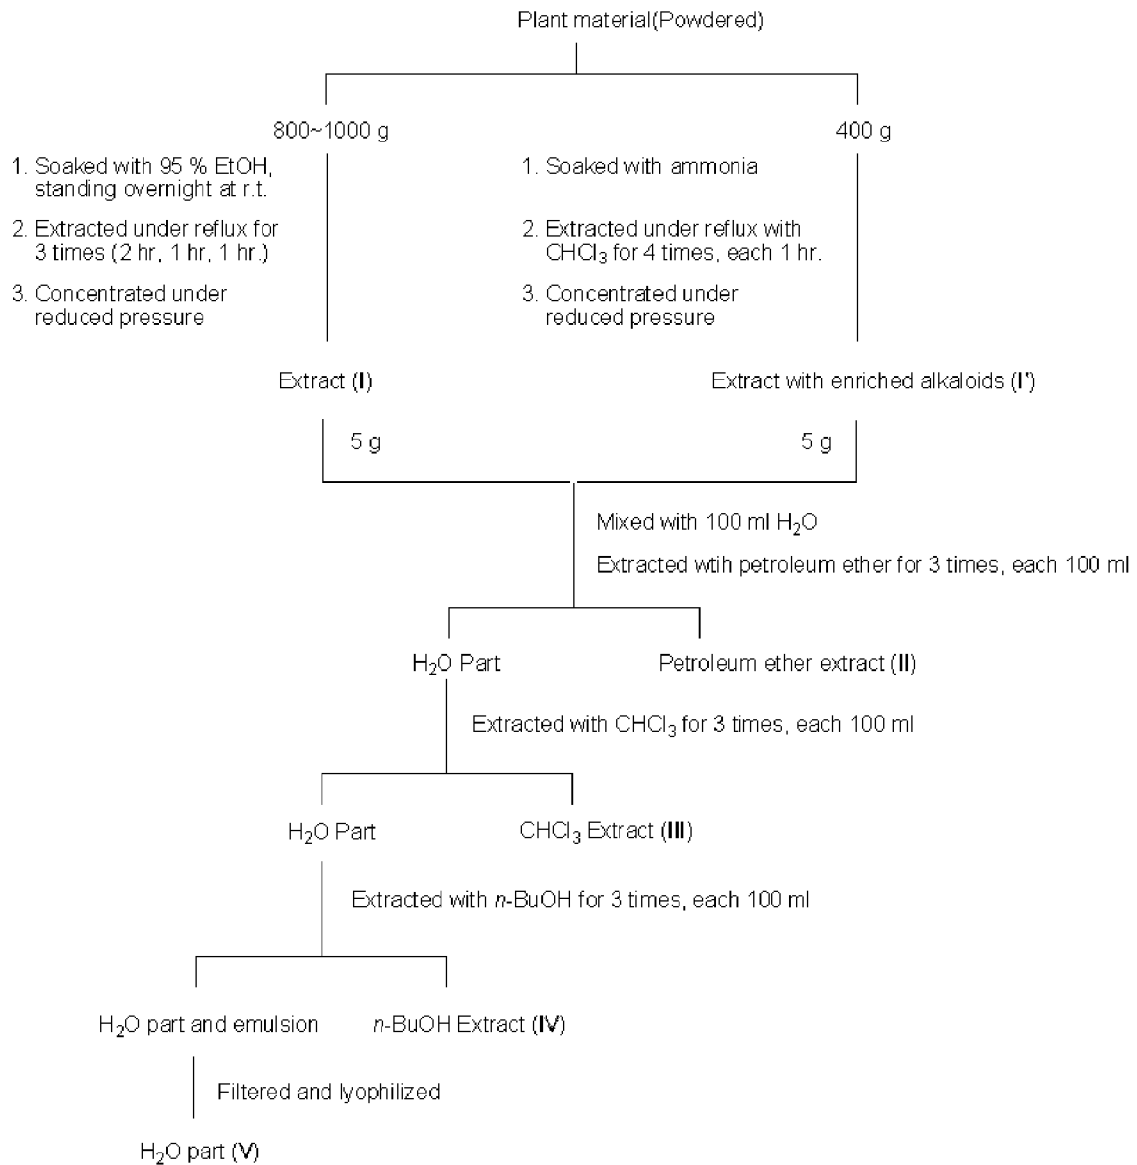 Plant material(Powdered)
800~1000 g
400 g
1. Soaked with 95 % EtOH,
standing overnight at r.t.
2. Extracted under reflux for
3 times (2 hr, 1 hr, 1 hr.)
3. Concentrated under
reduced pressure
1. Soaked with ammonia
2. Extracted under reflux with
CHCl3 for 4 times, each 1 hr.
3. Concentrated under
reduced pressure
Extract (I)
Extract with enriched alkaloids (I')
5 g
5 g
Mixed with 100 ml H2O
Extracted wtih petroleum ether for 3 times, each 100 ml
H2O Part
Petroleum ether extract (II)
Extracted with CHCl3 for 3 times, each 100 ml
H2O Part
CHCl3 Extract (III)
Extracted with n-BuOH for 3 times, each 100 ml
H2O part and emulsion
n-BuOH Extract (IV)
Filtered and lyophilized
H2O part (V)